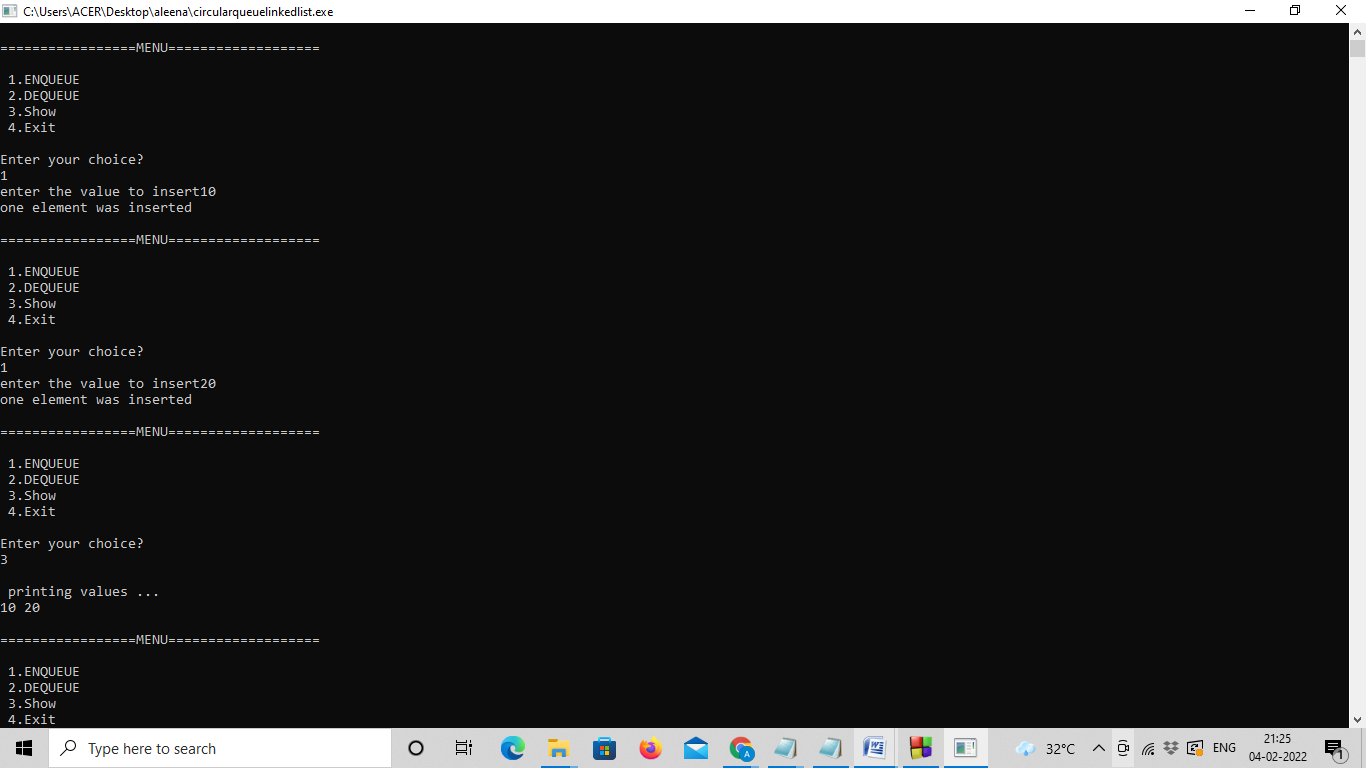 C:\Users\ACER\Desktop\aleena\circularqueuelinkedlist.exe
=================MENU===================
1.ENQUEUE
2.DEQUEUE
3.Show
4.Exit
Enter your choice?
1
enter the value to insert10
one element was inserted
=================MENU===================
1.ENQUEUE
2.DEQUEUE
3.Show
4.Exit
Enter your choice?
1
enter the value to insert20
one element was inserted
=================MENU===================
1.ENQUEUE
2.DEQUEUE
3.Show
4.Exit
Enter your choice?
3
printing values ...
10 20
=================MENU===================
1.ENQUEUE
2.DEQUEUE
3.Show
4.Exit
Type here to search
A
W
32°C
ENG
21:25
04-02-2022
1